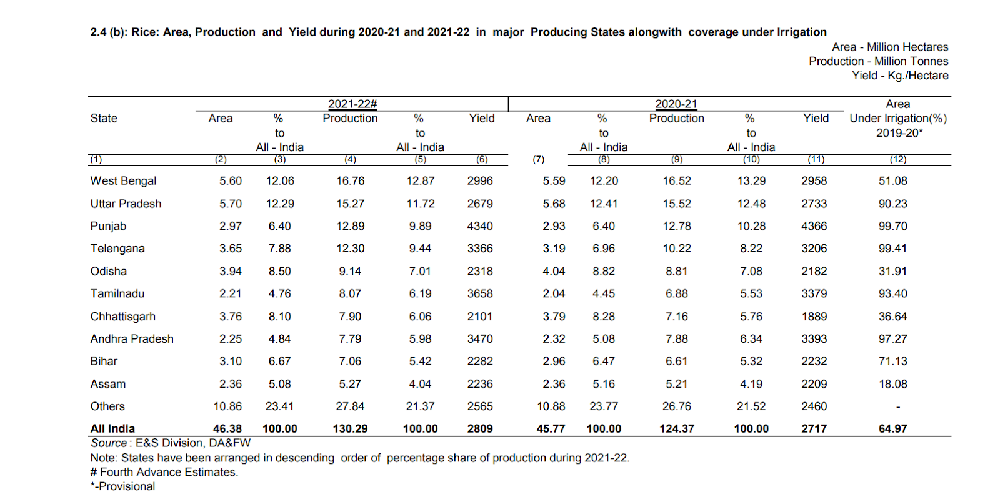 2.4 (b): Rice: Area, Production and Yield during 2020-21 and 2021-22 in major Producing States alongwith coverage under Irrigation
Area - Million Hectares
Production - Million Tonnes
Yield - Kg./Hectare
2021-22# 2020-21 Area
State Area % Production % Yield Area % Production % Yield Under Irrigation(%)
to to to to 2019-20*
All - India All - India All - India All - India
(1) (2) (3) (4) (5) (6) (7) (8) (9) (10) (11) (12)
West Bengal 5.60 12.06 16.76 12.87 2996 5.59 12.20 16.52 13.29 2958 51.08
Uttar Pradesh 5.70 12.29 15.27 11.72 2679 5.68 12.41 15.52 12.48 2733 90.23
Punjab 2.97 6.40 12.89 9.89 4340 2.93 6.40 12.78 10.28 4366 99.70
Telengana 3.65 7.88 12.30 9.44 3366 3.19 6.96 10.22 8.22 3206 99.41
Odisha 3.94 8.50 9.14 7.01 2318 4.04 8.82 8.81 7.08 2182 31.91
Tamilnadu 2.21 4.76 8.07 6.19 3658 2.04 4.45 6.88 5.53 3379 93.40
Chhattisgarh 3.76 8.10 7.90 6.06 2101 3.79 8.28 7.16 5.76 1889 36.64
Andhra Pradesh 2.25 4.84 7.79 5.98 3470 2.32 5.08 7.88 6.34 3393 97.27
Bihar 3.10 6.67 7.06 5.42 2282 2.96 6.47 6.61 5.32 2232 71.13
Assam 2.36 5.08 5.27 4.04 2236 2.36 5.16 5.21 4.19 2209 18.08
Others 10.86 23.41 27.84 21.37 2565 10.88 23.77 26.76 21.52 2460 -
All India 46.38 100.00 130.29 100.00 2809 45.77 100.00 124.37 100.00 2717 64.97
Source : E&S Division, DA&FW
Note: States have been arranged in descending order of percentage share of production during 2021-22.
# Fourth Advance Estimates.
*-Provisional